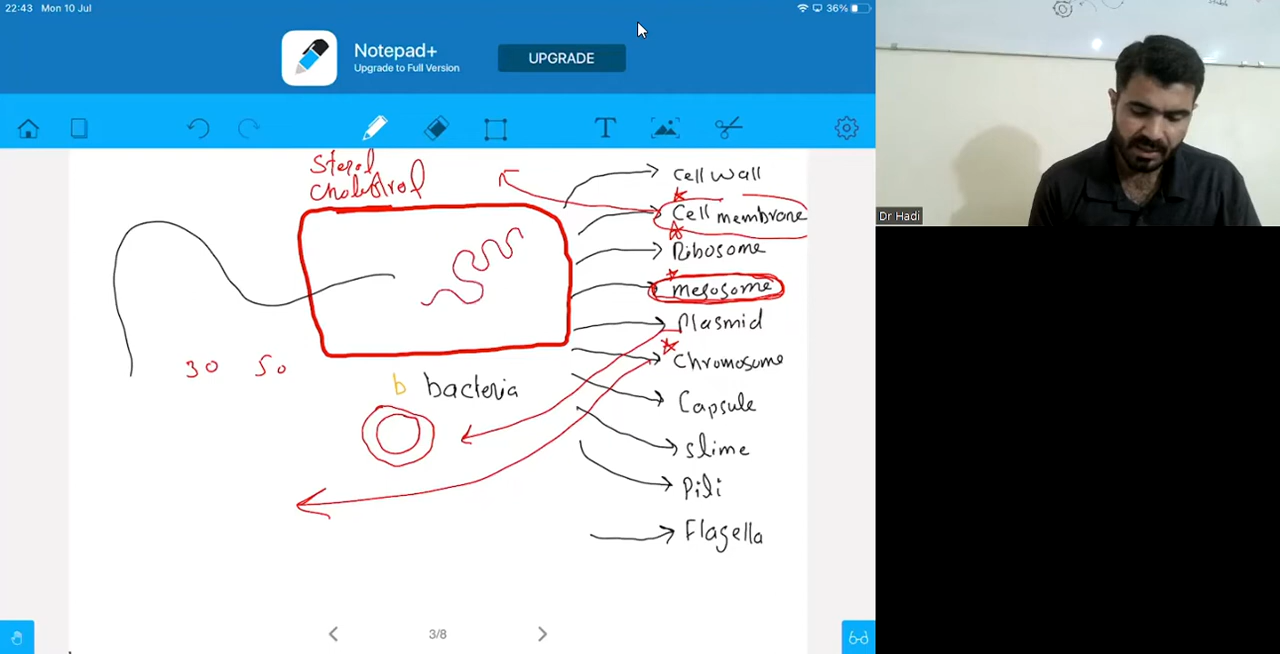 22:43 Mon 10 Jul
36%
Notepad+
Upgrade to Full Version
UPGRADE
T
Sterol
Cholestrol
Cell wall
Cell membrane
Ribosome
mesosome
Plasmid
Chromosome
Capsule
slime
Pili
Flagella
30 50
b bacteria
3/8
Dr Hadi